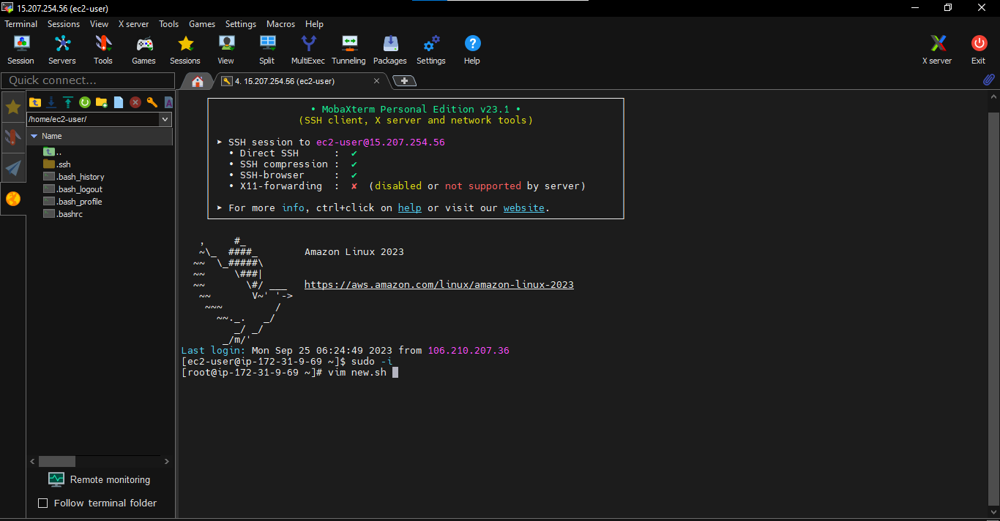 15.207.254.56 (ec2-user)
Terminal Sessions View X server Tools Games Settings Macros Help
Session Servers Tools Games Sessions View Split MultiExec Tunneling Packages Settings Help X server Exit
Quick connect...
4. 15.207.254.56 (ec2-user)
/home/ec2-user/
Name
..
.ssh
.bash_history
.bash_logout
.bash_profile
.bashrc
Remote monitoring
Follow terminal folder
• MobaXterm Personal Edition v23.1 •
(SSH client, X server and network tools)
➤ SSH session to ec2-user@15.207.254.56
• Direct SSH : ✔
• SSH compression : ✔
• SSH-browser : ✔
• X11-forwarding : ✘ (disabled or not supported by server)
➤ For more info, ctrl+click on help or visit our website.
   ,     #_
   ~\_  ####_        Amazon Linux 2023
  ~~  \_#####\
  ~~     \###|
  ~~       \#/ ___   https://aws.amazon.com/linux/amazon-linux-2023
   ~~       V~' '->
    ~~~         /
      ~~._.   _/
         _/ _/
       _/m/'
Last login: Mon Sep 25 06:24:49 2023 from 106.210.207.36
[ec2-user@ip-172-31-9-69 ~]$ sudo -i
[root@ip-172-31-9-69 ~]# vim new.sh